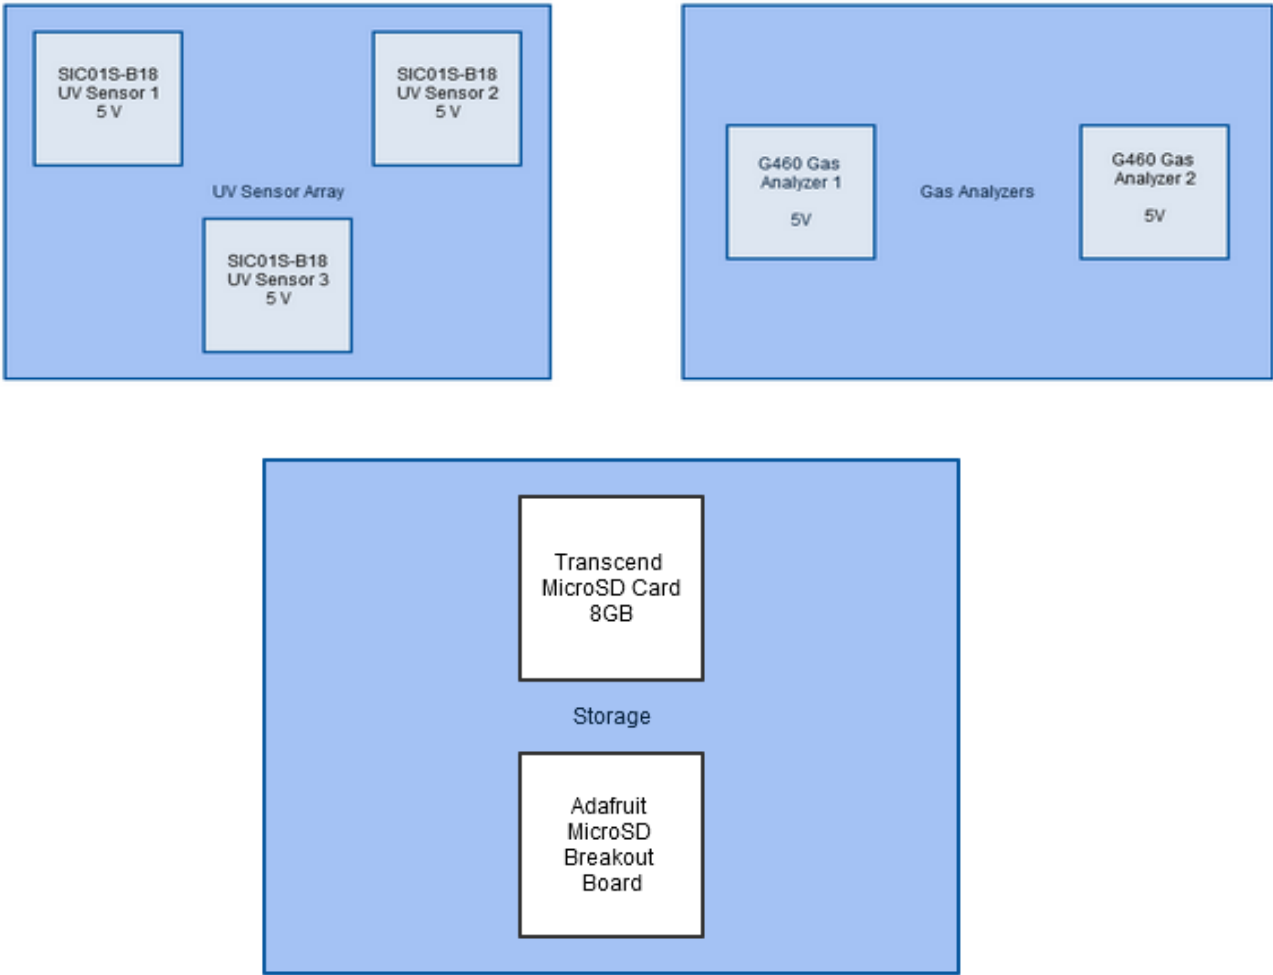 SIC01S-B18
UV Sensor 1
5 V
SIC01S-B18
UV Sensor 2
5 V
UV Sensor Array
SIC01S-B18
UV Sensor 3
5 V
G460 Gas
Analyzer 1
5V
Gas Analyzers
G460 Gas
Analyzer 2
5V
Transcend
MicroSD Card
8GB
Storage
Adafruit
MicroSD
Breakout
Board